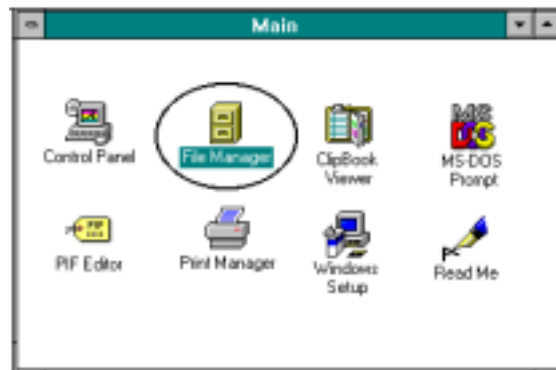 Main
Control Panel
File Manager
ClipBook
Viewer
MS-DOS
Prompt
PIF Editor
Print Manager
Windows
Setup
Read Me